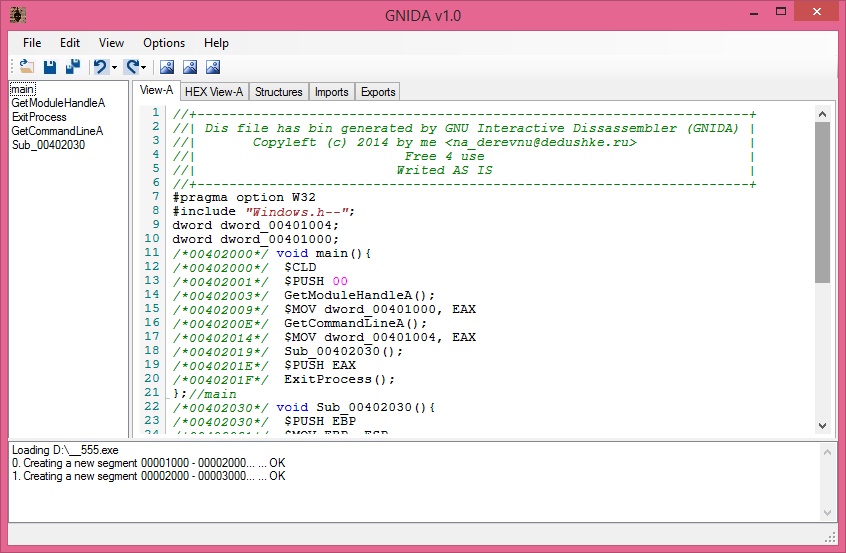 GNIDA v1.0
File Edit View Options Help
main
GetModuleHandleA
ExitProcess
GetCommandLineA
Sub_00402030
View-A HEX View-A Structures Imports Exports
1 //+----------------------------------------------------------------------+
2 //| Dis file has bin generated by GNU Interactive Dissassembler (GNIDA) |
3 //| Copyleft (c) 2014 by me <na_derevnu@dedushke.ru> |
4 //| Free 4 use |
5 //| Writed AS IS |
6 //+----------------------------------------------------------------------+
7 #pragma option W32
8 #include "Windows.h--";
9 dword dword_00401004;
10 dword dword_00401000;
11 /*00402000*/ void main(){
12 /*00402000*/ $CLD
13 /*00402001*/ $PUSH 00
14 /*00402003*/ GetModuleHandleA();
15 /*00402009*/ $MOV dword_00401000, EAX
16 /*0040200E*/ GetCommandLineA();
17 /*00402014*/ $MOV dword_00401004, EAX
18 /*00402019*/ Sub_00402030();
19 /*0040201E*/ $PUSH EAX
20 /*0040201F*/ ExitProcess();
21 };//main
22 /*00402030*/ void Sub_00402030(){
23 /*00402030*/ $PUSH EBP
24 /*00402031*/ $MOV EBP, ESP
Loading D:\__555.exe
0. Creating a new segment 00001000 - 00002000... ... OK
1. Creating a new segment 00002000 - 00003000... ... OK